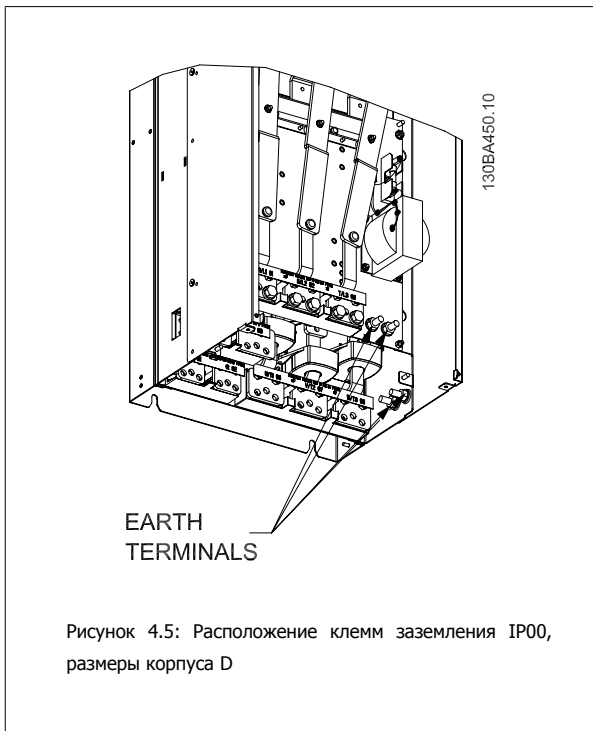 130BA450.10
EARTH
TERMINALS
Рисунок 4.5: Расположение клемм заземления IP00,
размеры корпуса D